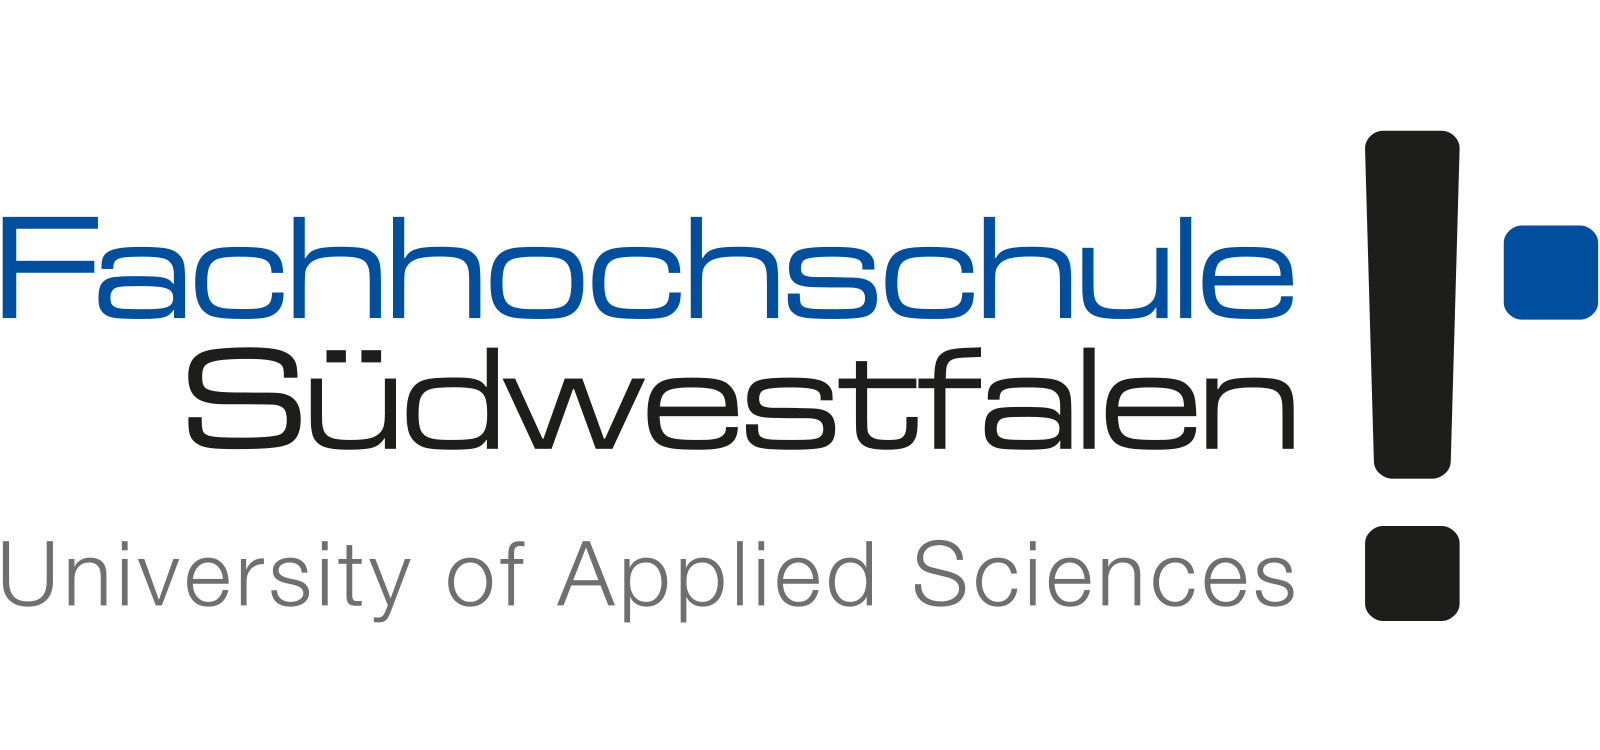 Fachhochschule
Südwestfalen
University of Applied Sciences